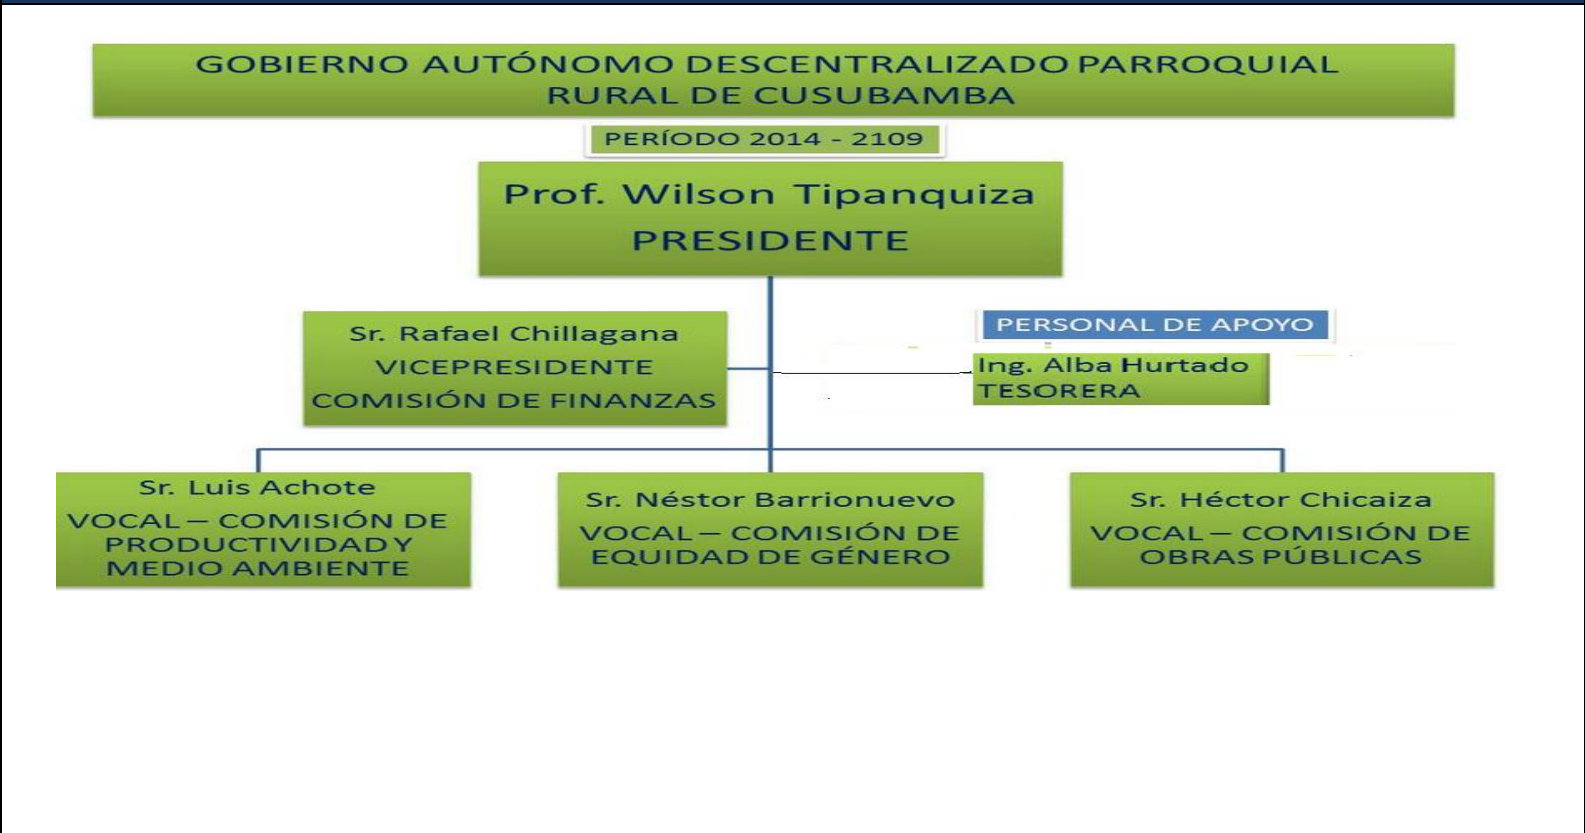 GOBIERNO AUTÓNOMO DESCENTRALIZADO PARROQUIAL
RURAL DE CUSUBAMBA
PERÍODO 2014 - 2109
Prof. Wilson Tipanquiza
PRESIDENTE
Sr. Rafael Chillagana
VICEPRESIDENTE
COMISIÓN DE FINANZAS
PERSONAL DE APOYO
Ing. Alba Hurtado
TESORERA
Sr. Luis Achote
VOCAL – COMISIÓN DE
PRODUCTIVIDAD Y
MEDIO AMBIENTE
Sr. Néstor Barrionuevo
VOCAL – COMISIÓN DE
EQUIDAD DE GÉNERO
Sr. Héctor Chicaiza
VOCAL – COMISIÓN DE
OBRAS PÚBLICAS